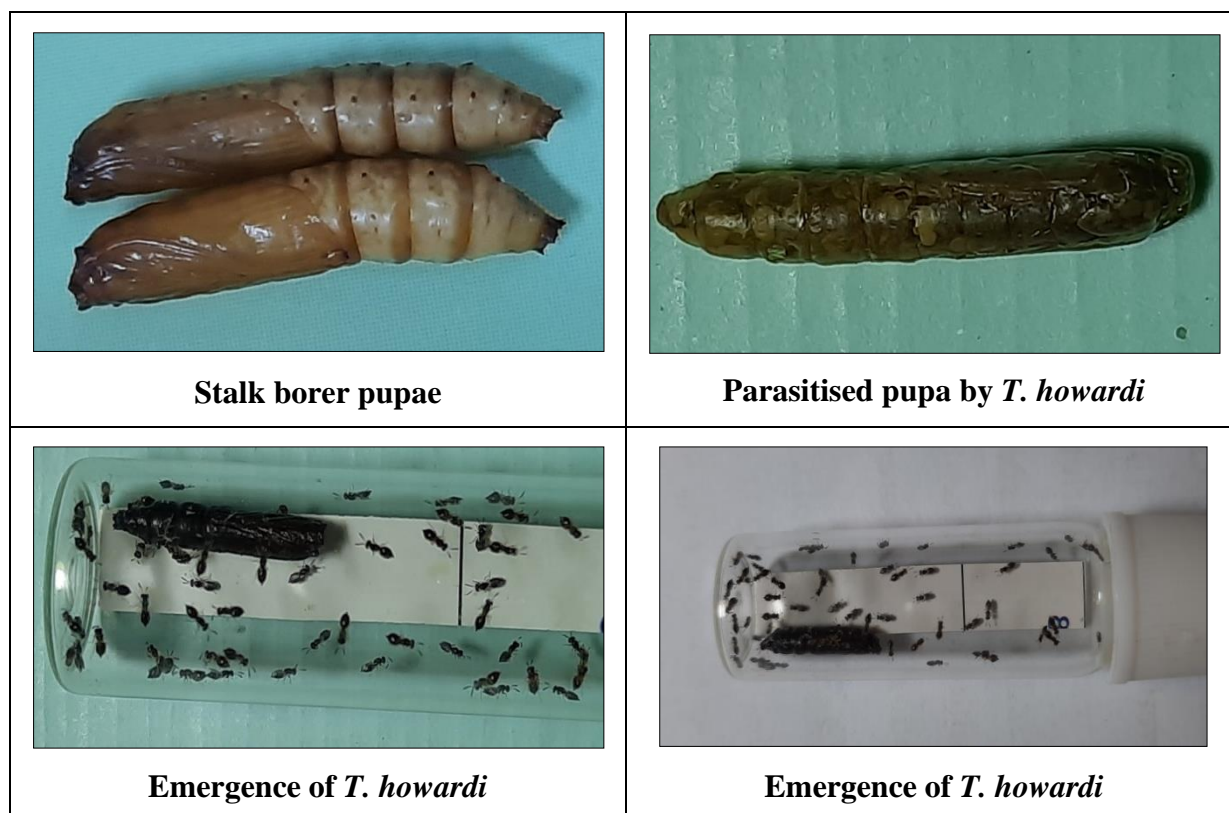 Stalk borer pupae
Parasitised pupa by T. howardi
Emergence of T. howardi
Emergence of T. howardi